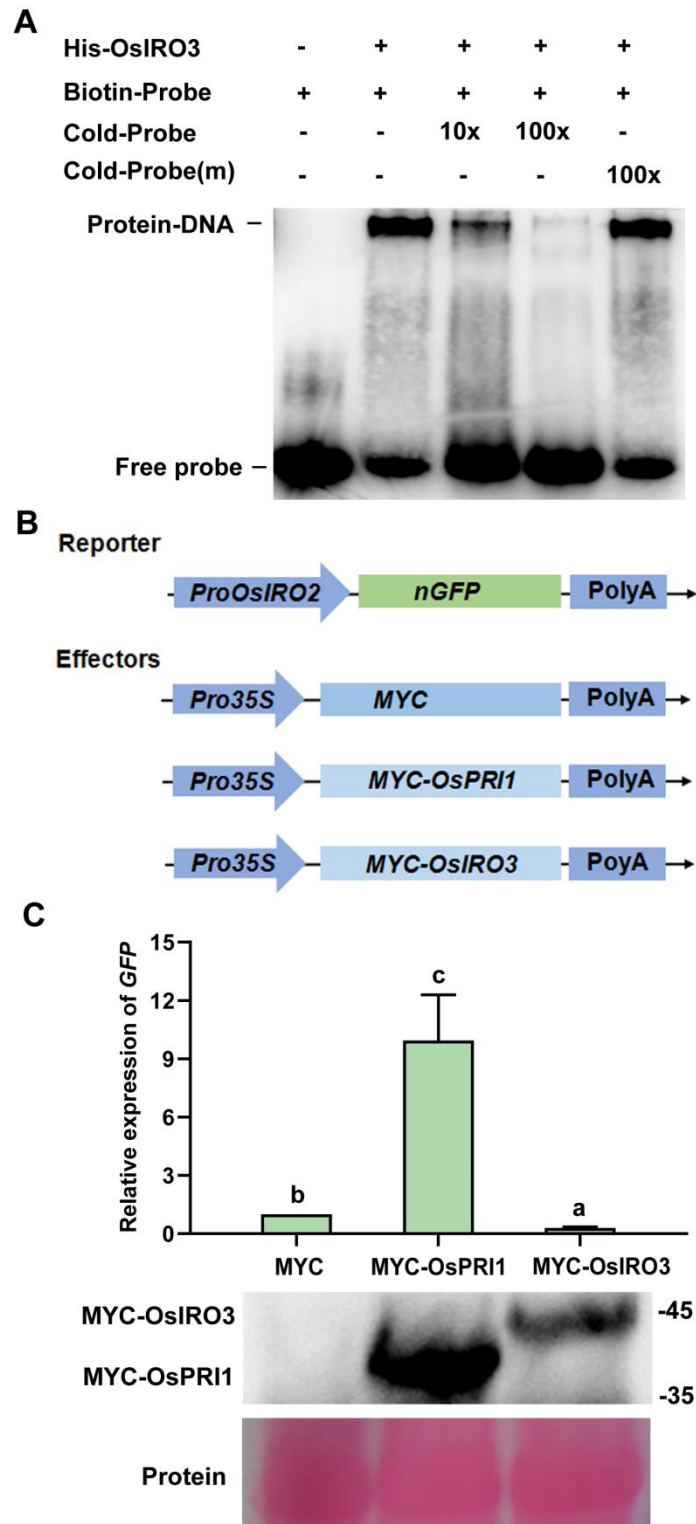 A
His-OsIRO3 - + + + +
Biotin-Probe + + + + +
Cold-Probe - - 10x 100x -
Cold-Probe(m) - - - - 100x
Protein-DNA –
Free probe –
B
Reporter
ProOsIRO2 nGFP PolyA
Effectors
Pro35S MYC PolyA
Pro35S MYC-OsPRI1 PolyA
Pro35S MYC-OsIRO3 PoyA
C
Relative expression of GFP
15
12
9
6
3
0
b c a
MYC MYC-OsPRI1 MYC-OsIRO3
MYC-OsIRO3 -45
MYC-OsPRI1 -35
Protein